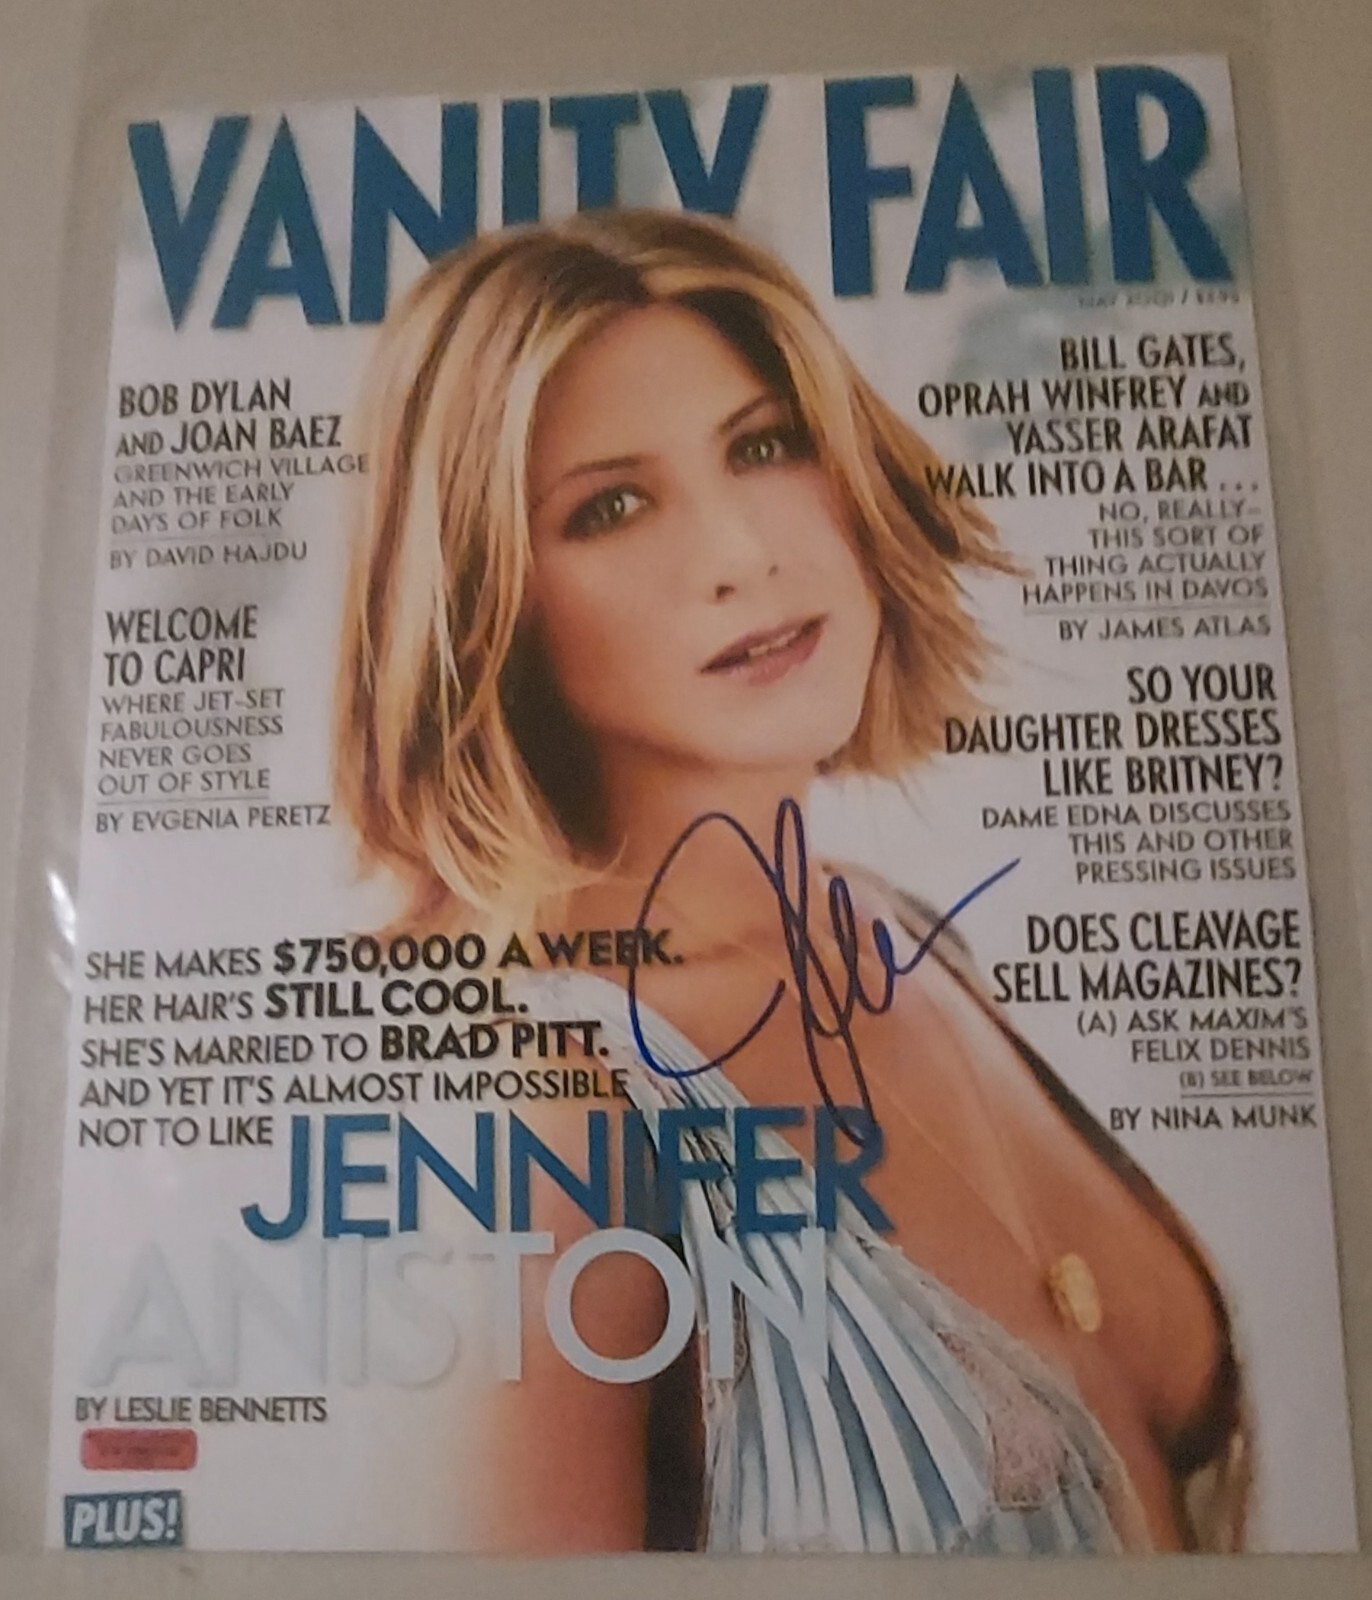 VANITY FAIR
MAY 2001 / $3.95
BOB DYLAN
AND JOAN BAEZ
GREENWICH VILLAGE
AND THE EARLY
DAYS OF FOLK
BY DAVID HAJDU
WELCOME
TO CAPRI
WHERE JET-SET
FABULOUSNESS
NEVER GOES
OUT OF STYLE
BY EVGENIA PERETZ
BILL GATES,
OPRAH WINFREY AND
YASSER ARAFAT
WALK INTO A BAR ...
NO, REALLY–
THIS SORT OF
THING ACTUALLY
HAPPENS IN DAVOS
BY JAMES ATLAS
SO YOUR
DAUGHTER DRESSES
LIKE BRITNEY?
DAME EDNA DISCUSSES
THIS AND OTHER
PRESSING ISSUES
DOES CLEAVAGE
SELL MAGAZINES?
(A) ASK MAXIM'S
FELIX DENNIS
(B) SEE BELOW
BY NINA MUNK
SHE MAKES $750,000 A WEEK.
HER HAIR'S STILL COOL.
SHE'S MARRIED TO BRAD PITT.
AND YET IT'S ALMOST IMPOSSIBLE
NOT TO LIKE JENNIFER
ANISTON
BY LESLIE BENNETTS
PLUS!